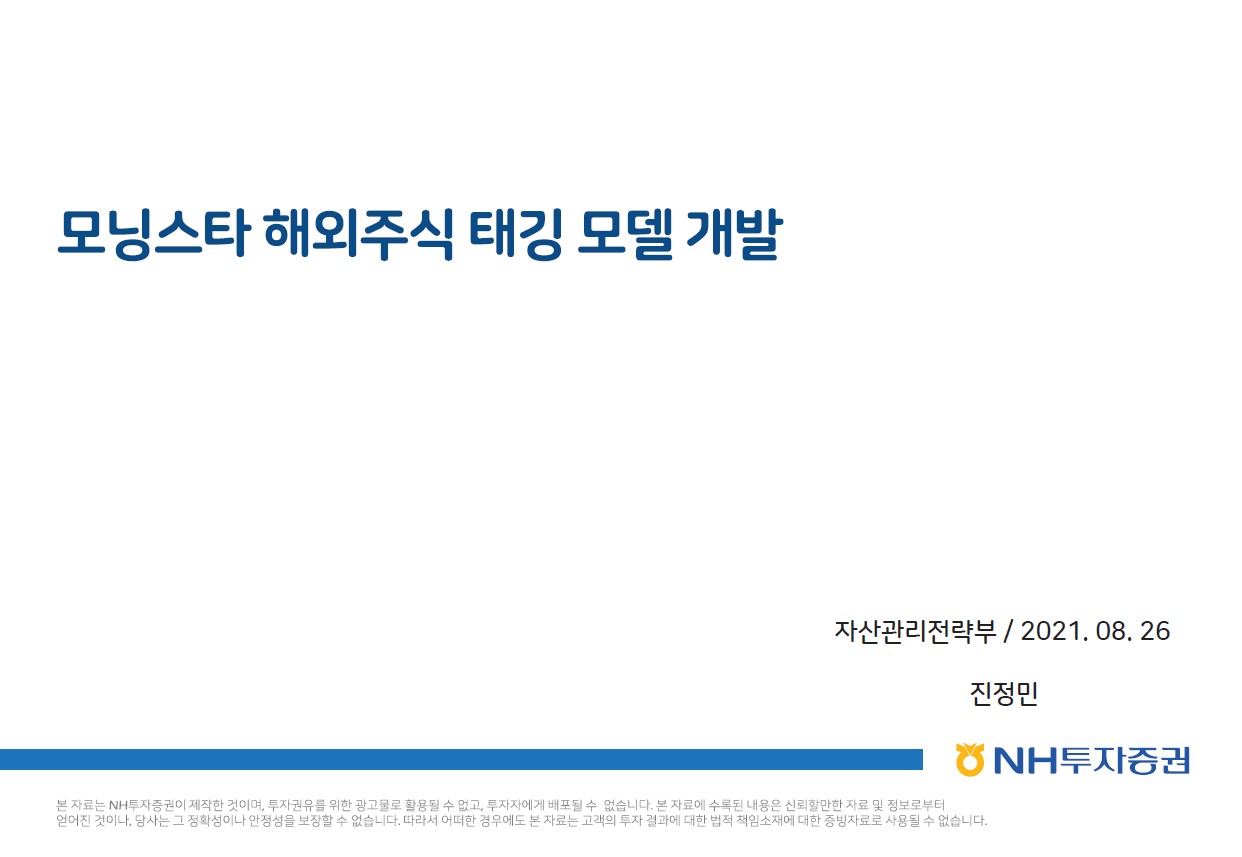 모닝스타 해외주식 태깅 모델 개발
자산관리전략부 / 2021. 08. 26
진정민
NH투자증권
본 자료는 NH투자증권이 제작한 것이며, 투자권유를 위한 광고물로 활용될 수 없고, 투자자에게 배포될 수 없습니다. 본 자료에 수록된 내용은 신뢰할만한 자료 및 정보로부터
얻어진 것이나, 당사는 그 정확성이나 안정성을 보장할 수 없습니다. 따라서 어떠한 경우에도 본 자료는 고객의 투자 결과에 대한 법적 책임소재에 대한 증빙자료로 사용될 수 없습니다.